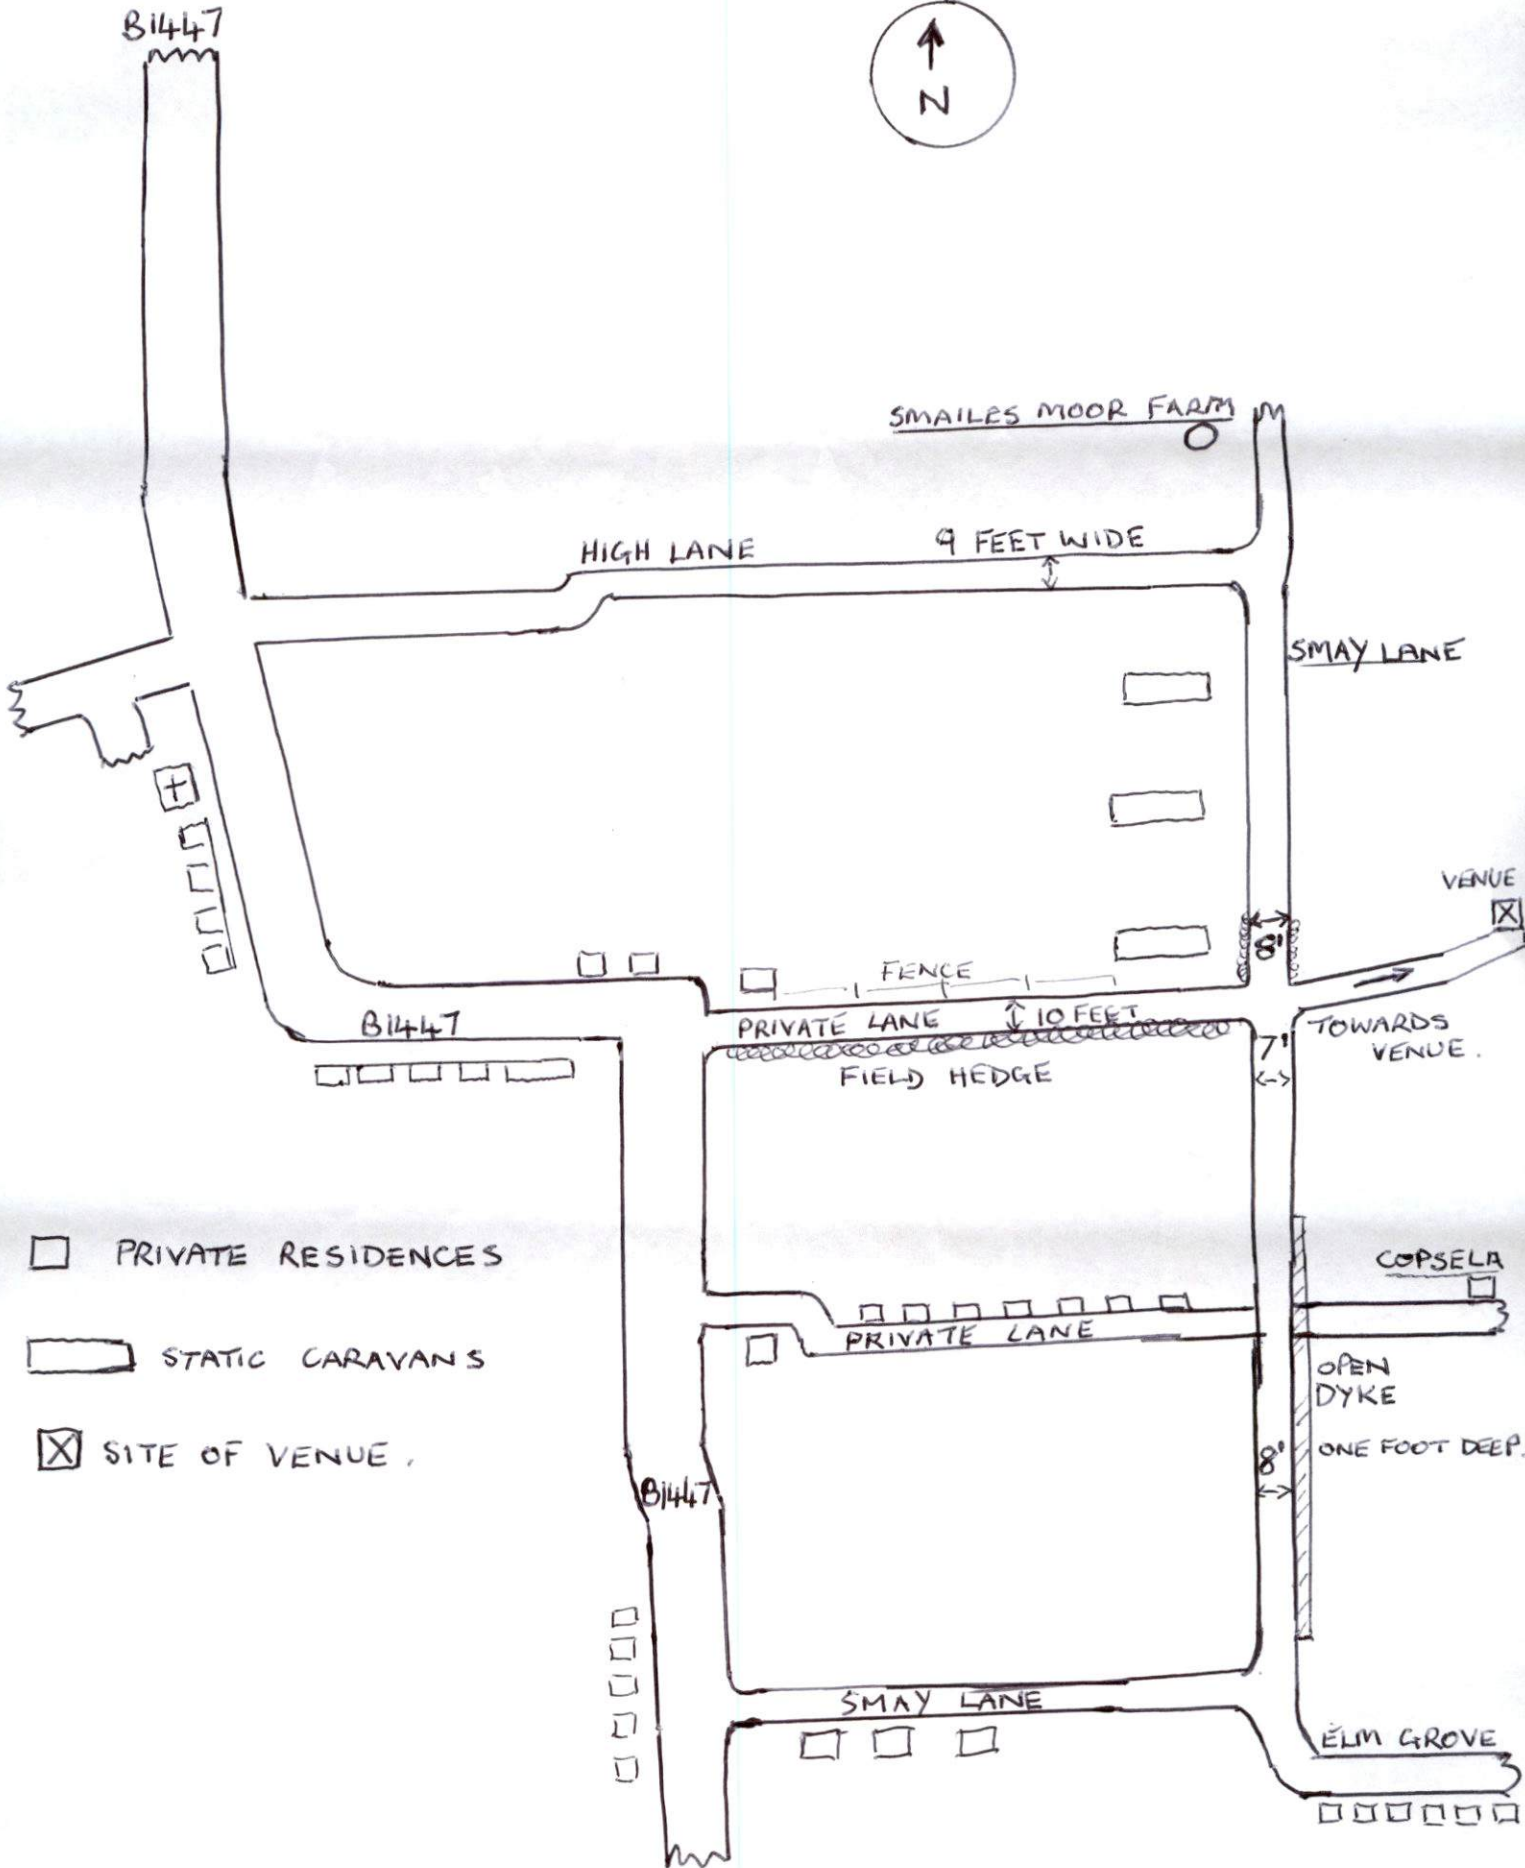 B1447
N
SMAILES MOOR FARM
HIGH LANE
9 FEET WIDE
SMAY LANE
VENUE
X
8'
FENCE
B1447
PRIVATE LANE
10 FEET
TOWARDS
VENUE.
7'
FIELD HEDGE
PRIVATE RESIDENCES
COPSELA
PRIVATE LANE
STATIC CARAVANS
OPEN
DYKE
X SITE OF VENUE.
8'
ONE FOOT DEEP.
B1447
SMAY LANE
ELM GROVE